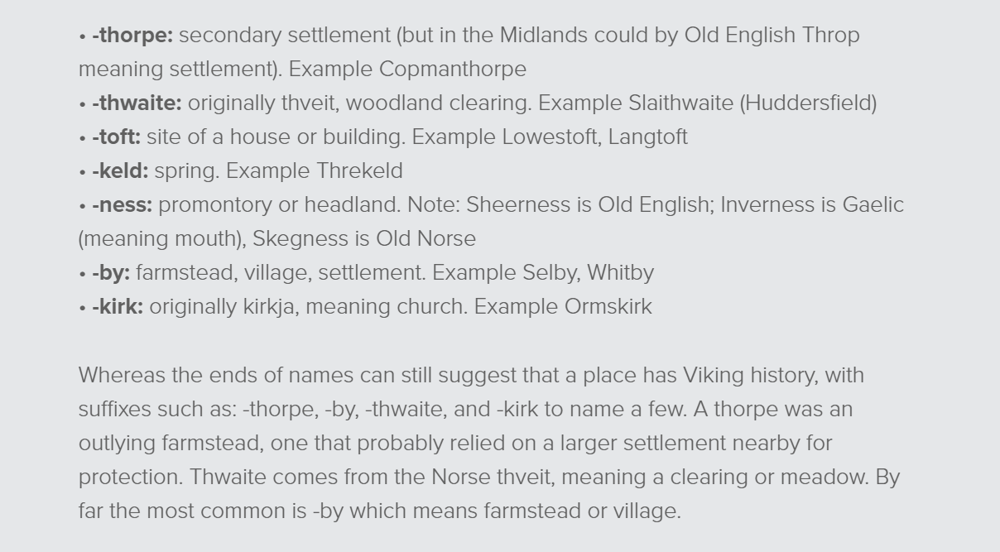 • -thorpe: secondary settlement (but in the Midlands could by Old English Throp
meaning settlement). Example Copmanthorpe
• -thwaite: originally thveit, woodland clearing. Example Slaithwaite (Huddersfield)
• -toft: site of a house or building. Example Lowestoft, Langtoft
• -keld: spring. Example Threkeld
• -ness: promontory or headland. Note: Sheerness is Old English; Inverness is Gaelic
(meaning mouth), Skegness is Old Norse
• -by: farmstead, village, settlement. Example Selby, Whitby
• -kirk: originally kirkja, meaning church. Example Ormskirk
Whereas the ends of names can still suggest that a place has Viking history, with
suffixes such as: -thorpe, -by, -thwaite, and -kirk to name a few. A thorpe was an
outlying farmstead, one that probably relied on a larger settlement nearby for
protection. Thwaite comes from the Norse thveit, meaning a clearing or meadow. By
far the most common is -by which means farmstead or village.